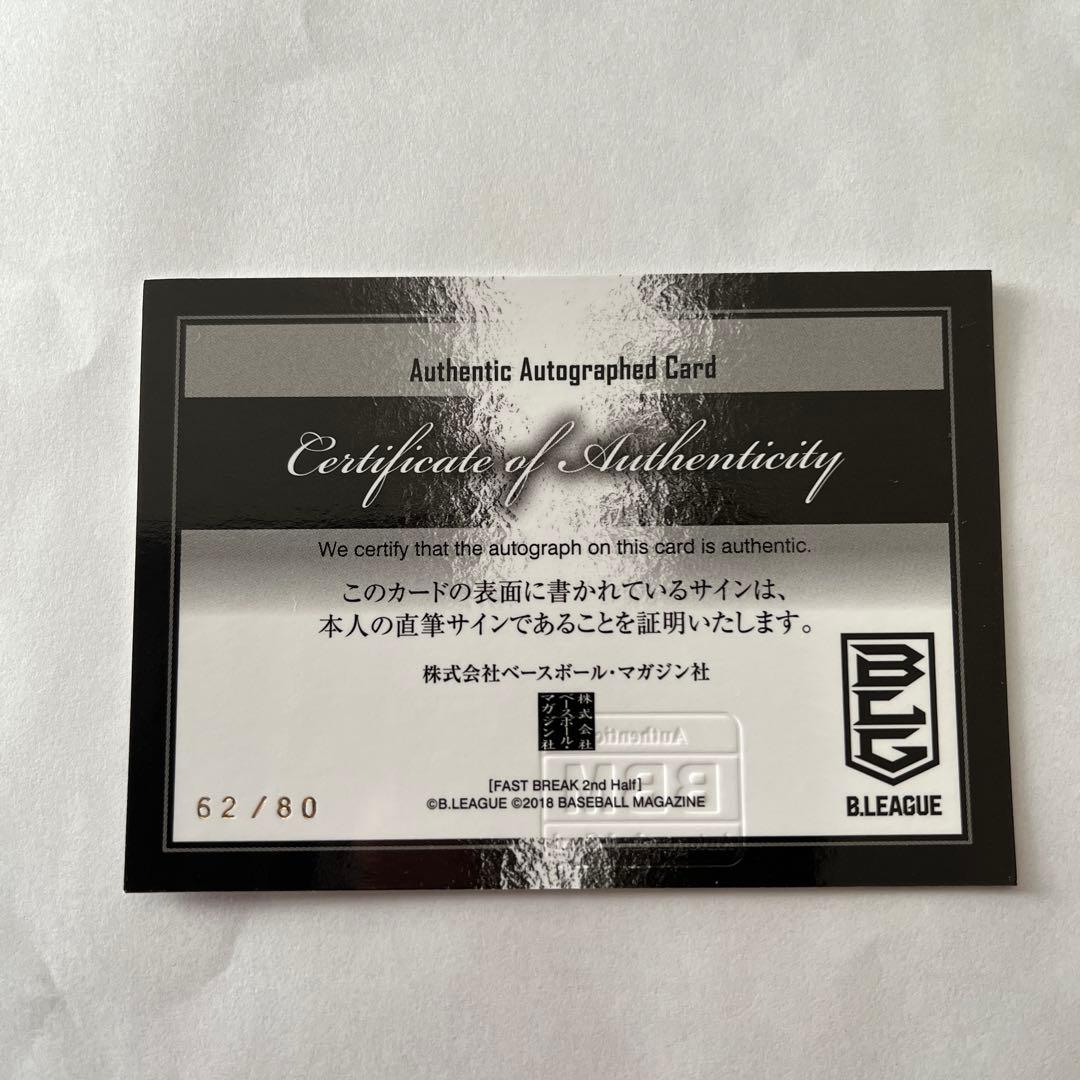 Authentic Autographed Card
Certificate of Authenticity
We certify that the autograph on this card is authentic.
このカードの表面に書かれているサインは、
本人の直筆サインであることを証明いたします。
株式会社ベースボール・マガジン社
株式会社
ベースボール・
マガジン社
Authentic
BBM
[FAST BREAK 2nd Half]
©B.LEAGUE ©2018 BASEBALL MAGAZINE
62/80
BLG
B.LEAGUE